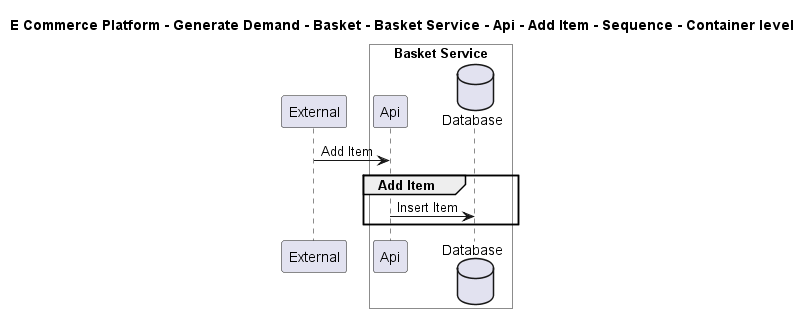 E Commerce Platform - Generate Demand - Basket - Basket Service - Api - Add Item - Sequence - Container level
Basket Service
External
Api
Database
Add Item
Add Item
Insert Item
External
Api
Database